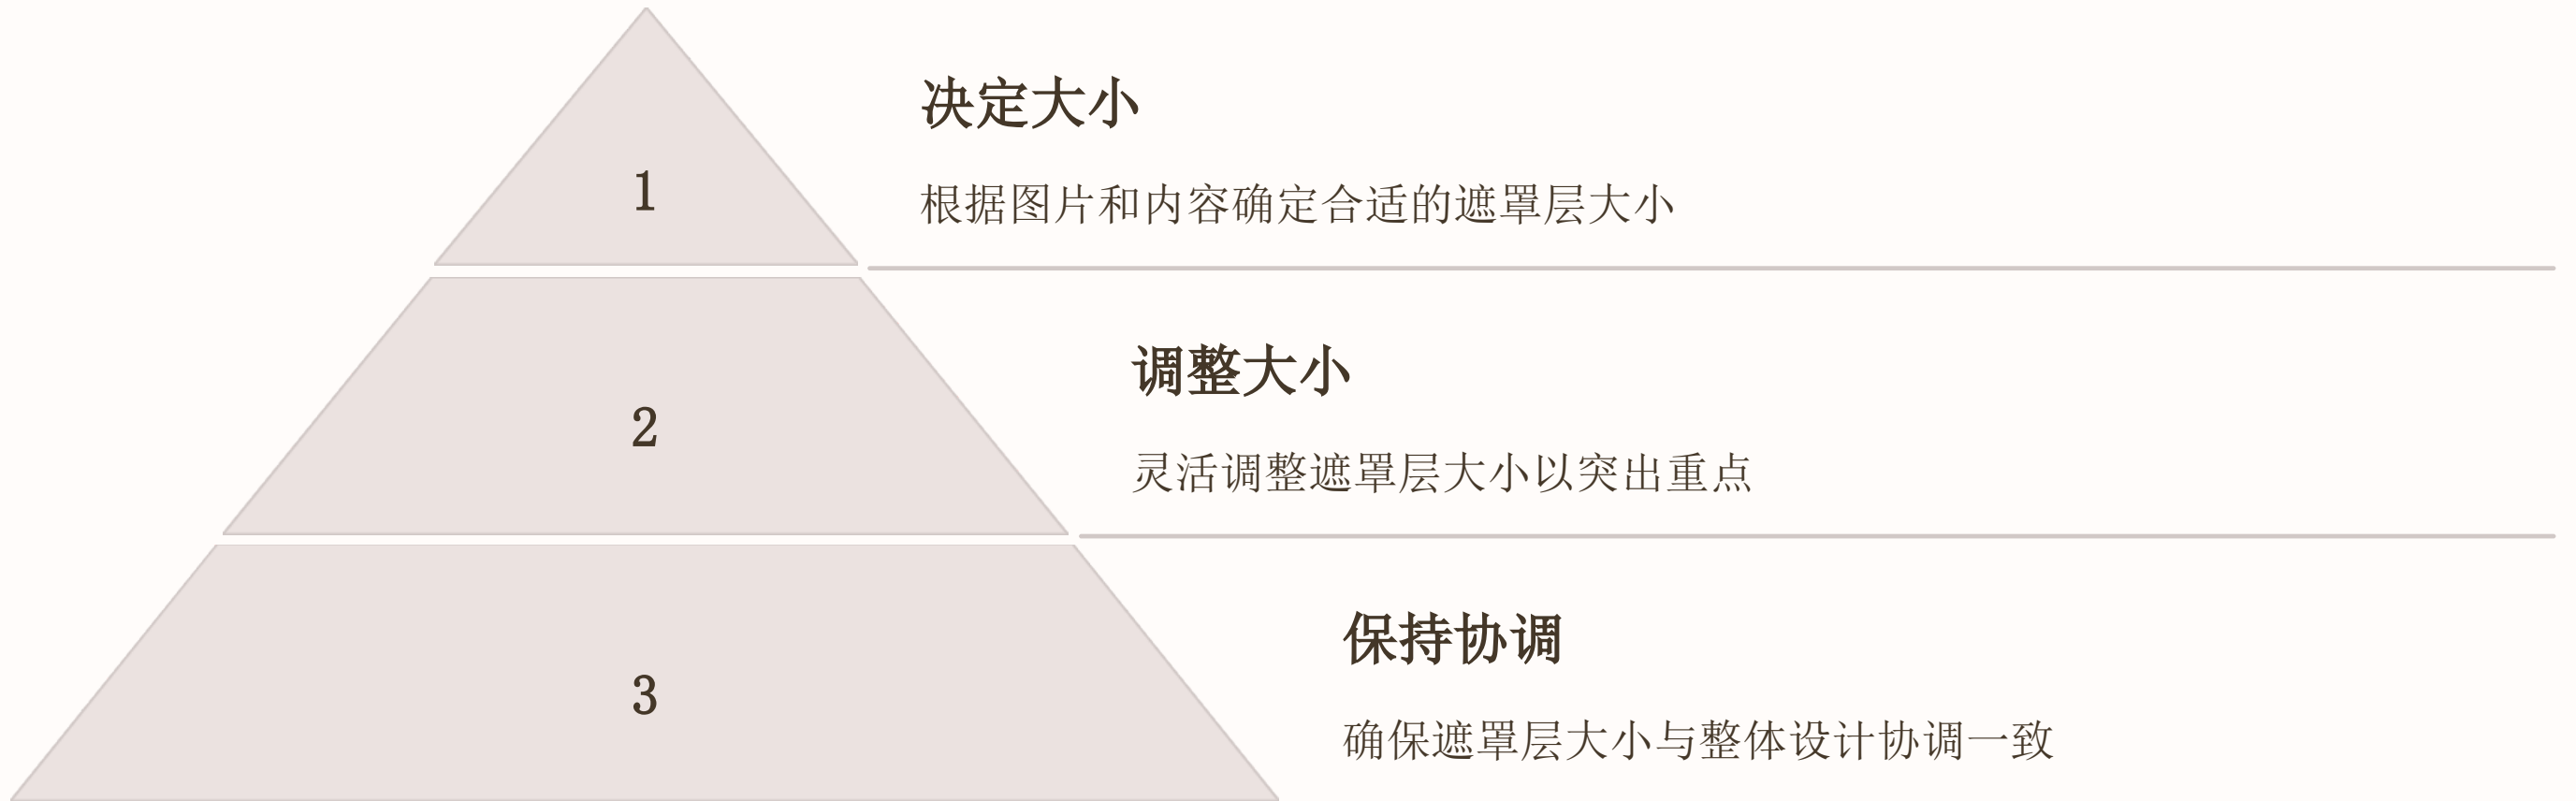 1
决定大小
根据图片和内容确定合适的遮罩层大小
2
调整大小
灵活调整遮罩层大小以突出重点
3
保持协调
确保遮罩层大小与整体设计协调一致